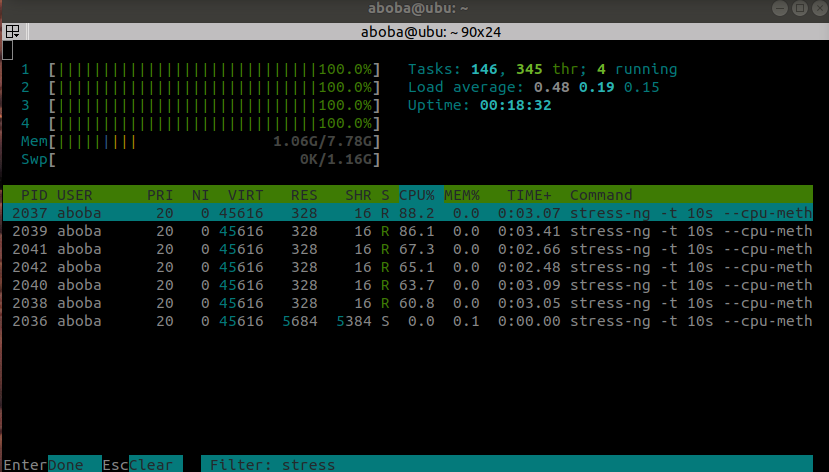 aboba@ubu: ~
aboba@ubu: ~ 90x24
1 [||||||||||||||||||||||||||||||100.0%] Tasks: 146, 345 thr; 4 running
2 [||||||||||||||||||||||||||||||100.0%] Load average: 0.48 0.19 0.15
3 [||||||||||||||||||||||||||||||100.0%] Uptime: 00:18:32
4 [||||||||||||||||||||||||||||||100.0%]
Mem[||||||||| 1.06G/7.78G]
Swp[ 0K/1.16G]
PID USER PRI NI VIRT RES SHR S CPU% MEM% TIME+ Command
2037 aboba 20 0 45616 328 16 R 88.2 0.0 0:03.07 stress-ng -t 10s --cpu-meth
2039 aboba 20 0 45616 328 16 R 86.1 0.0 0:03.41 stress-ng -t 10s --cpu-meth
2041 aboba 20 0 45616 328 16 R 67.3 0.0 0:02.66 stress-ng -t 10s --cpu-meth
2042 aboba 20 0 45616 328 16 R 65.1 0.0 0:02.48 stress-ng -t 10s --cpu-meth
2040 aboba 20 0 45616 328 16 R 63.7 0.0 0:03.09 stress-ng -t 10s --cpu-meth
2038 aboba 20 0 45616 328 16 R 60.8 0.0 0:03.05 stress-ng -t 10s --cpu-meth
2036 aboba 20 0 45616 5684 5384 S 0.0 0.1 0:00.00 stress-ng -t 10s --cpu-meth
EnterDone EscClear Filter: stress